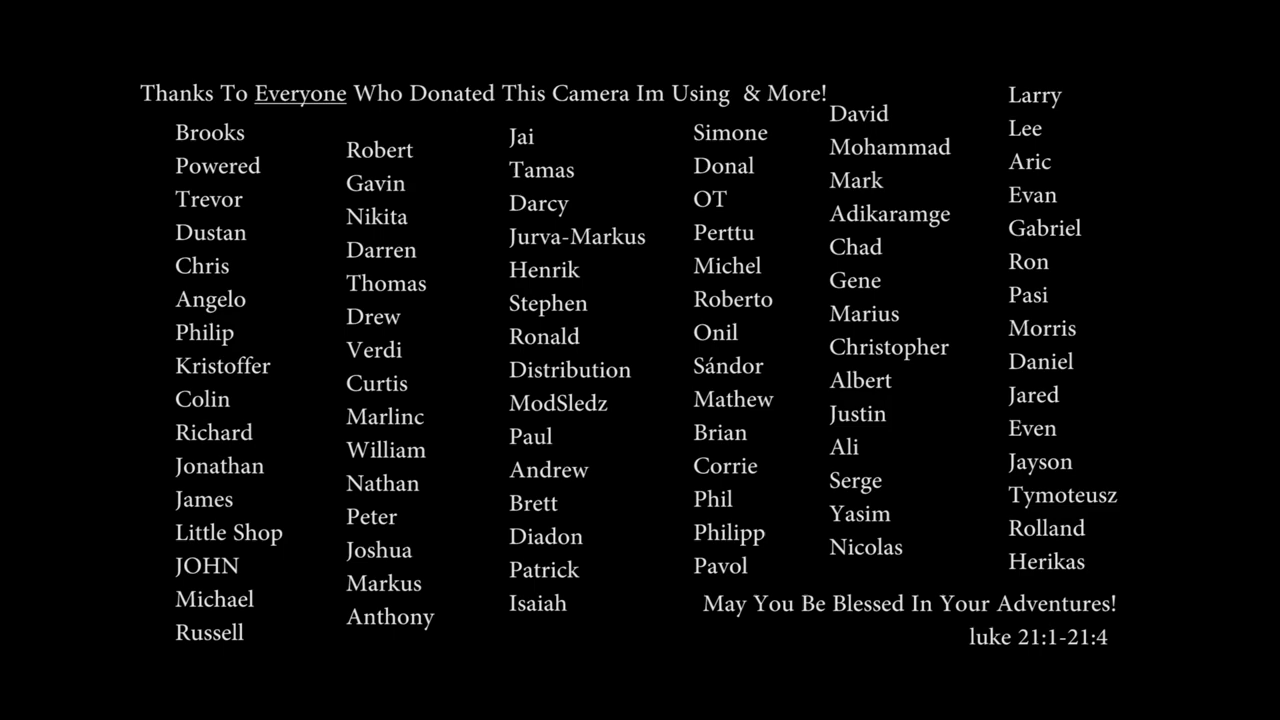 Thanks To Everyone Who Donated This Camera Im Using & More!
Brooks
Powered
Trevor
Dustan
Chris
Angelo
Philip
Kristoffer
Colin
Richard
Jonathan
James
Little Shop
JOHN
Michael
Russell
Robert
Gavin
Nikita
Darren
Thomas
Drew
Verdi
Curtis
Marlinc
William
Nathan
Peter
Joshua
Markus
Anthony
Jai
Tamas
Darcy
Jurva-Markus
Henrik
Stephen
Ronald
Distribution
ModSledz
Paul
Andrew
Brett
Diadon
Patrick
Isaiah
Simone
Donal
OT
Perttu
Michel
Roberto
Onil
Sándor
Mathew
Brian
Corrie
Phil
Philipp
Pavol
David
Mohammad
Mark
Adikaramge
Chad
Gene
Marius
Christopher
Albert
Justin
Ali
Serge
Yasim
Nicolas
Larry
Lee
Aric
Evan
Gabriel
Ron
Pasi
Morris
Daniel
Jared
Even
Jayson
Tymoteusz
Rolland
Herikas
May You Be Blessed In Your Adventures!
luke 21:1-21:4